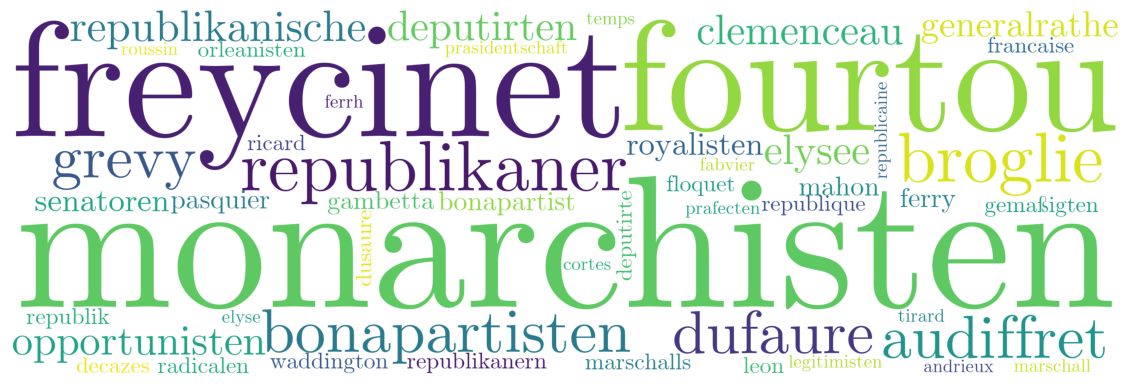 republikanische deputirten temps clemenceau generalrathe
roussin orleanisten prasidentschaft francaise
freycinet fourtou
ferrh republicaine
ricard royalisten elysee broglie
grevy republikaner fabvier
floquet mahon
senatoren pasquier gambetta bonapartist prafecten republique ferry gemaßigten
monarchisten
dusaure cortes deputirte
republik elyse bonapartisten dufaure tirard audiffret
opportunisten
decazes radicalen waddington republikanern marschalls leon legitimisten andrieux marschall